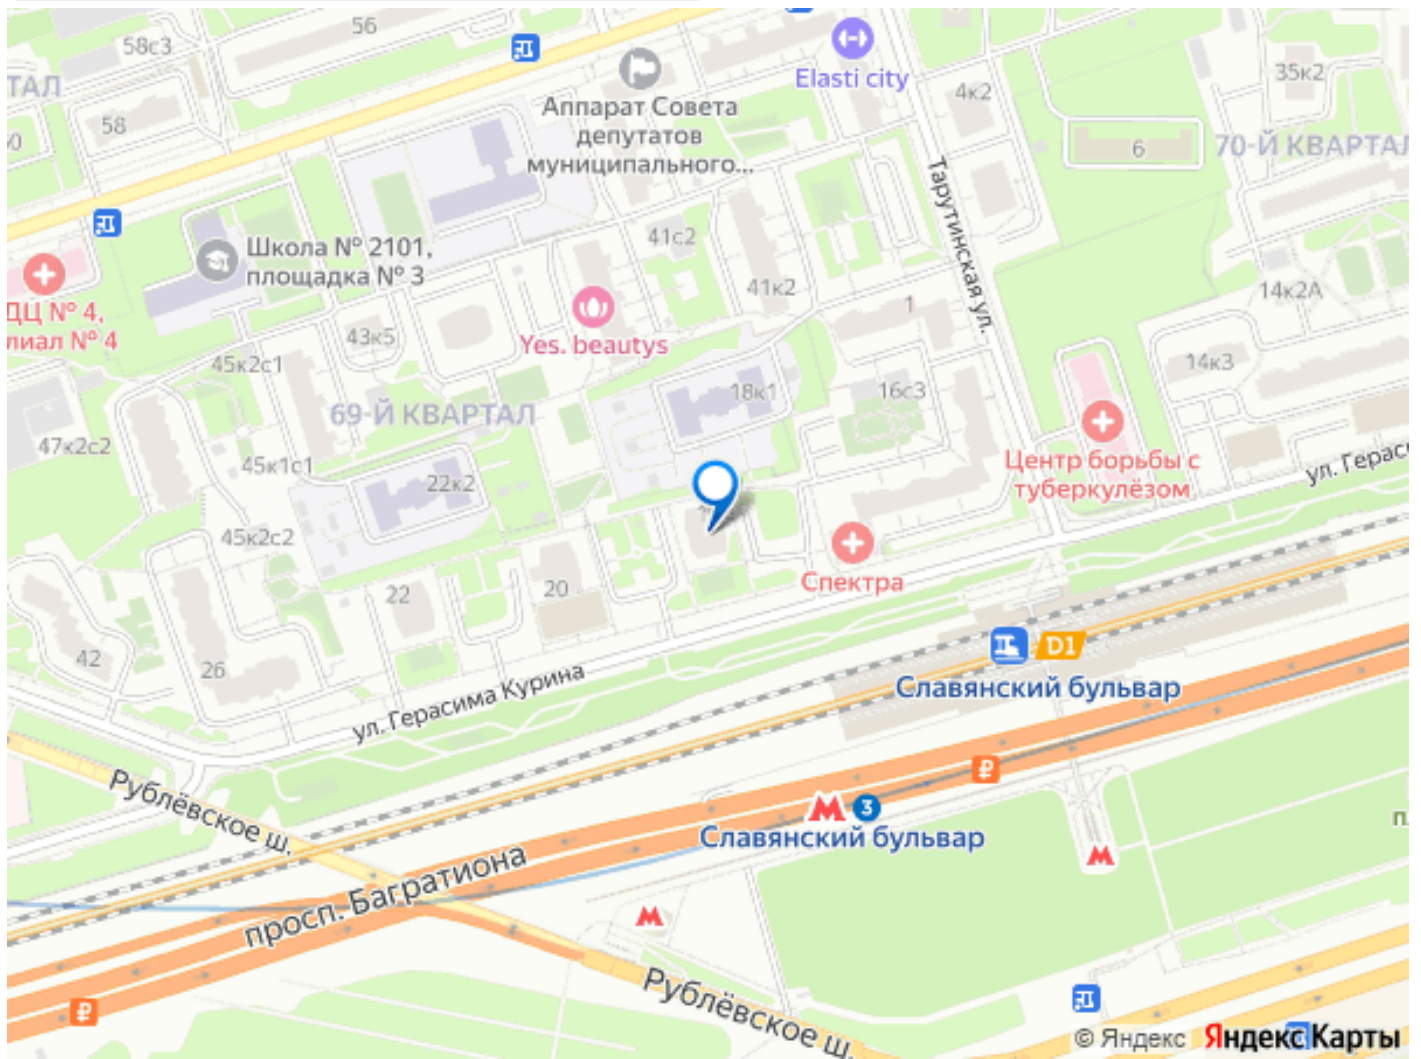 58с3
56
Elasti city
35к2
ТАЛ
Аппарат Совета
депутатов
муниципального...
4к2
58
6
70-Й КВАРТАЛ
Тарутинская ул.
41с2
Школа № 2101,
площадка № 3
41к2
14к2А
1
ДЦ № 4,
лиал № 4
43к5
Yes. beautys
45к2с1
14к3
18к1
16с3
69-Й КВАРТАЛ
47к2с2
45к1с1
22к2
Центр борьбы с
туберкулёзом
ул. Герас
45к2с2
22
20
Спектра
42
26
D1
Славянский бульвар
ул. Герасима Курина
Рублёвское ш.
3
Славянский бульвар
просп. Багратиона
Рублёвское ш.
© Яндекс Яндекс Карты